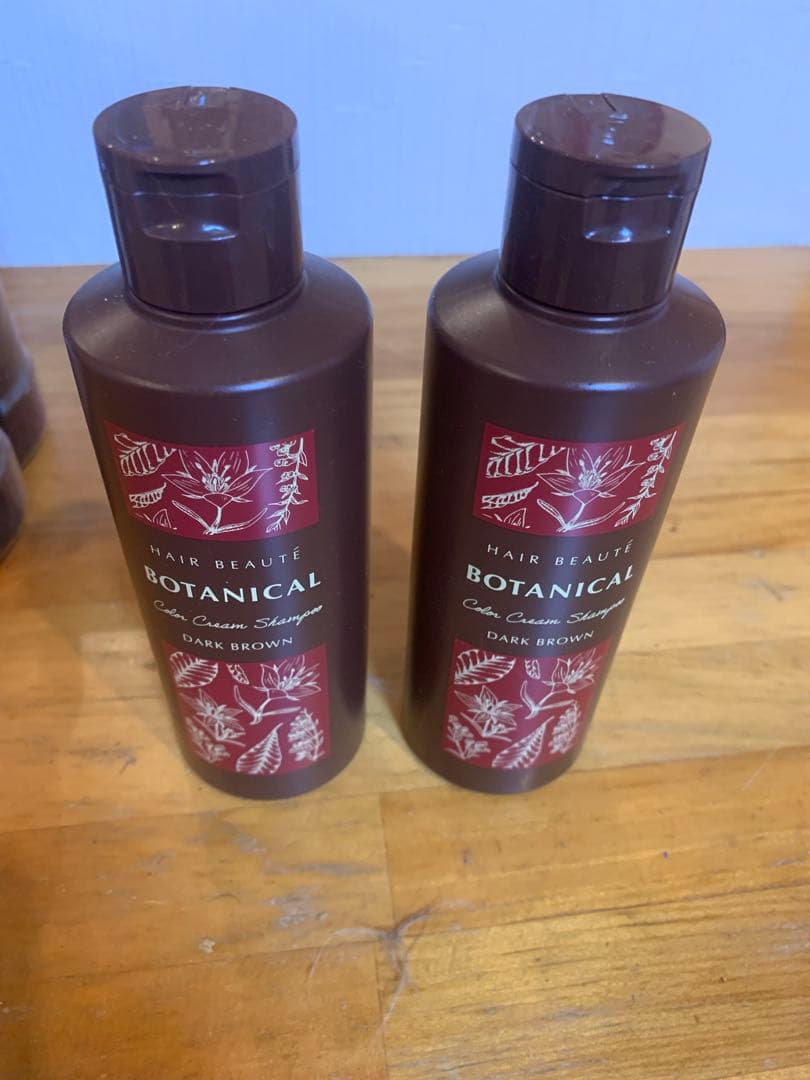 HAIR BEAUTÉ
BOTANICAL
Color Cream Shampoo
DARK BROWN
HAIR BEAUTÉ
BOTANICAL
Color Cream Shampoo
DARK BROWN